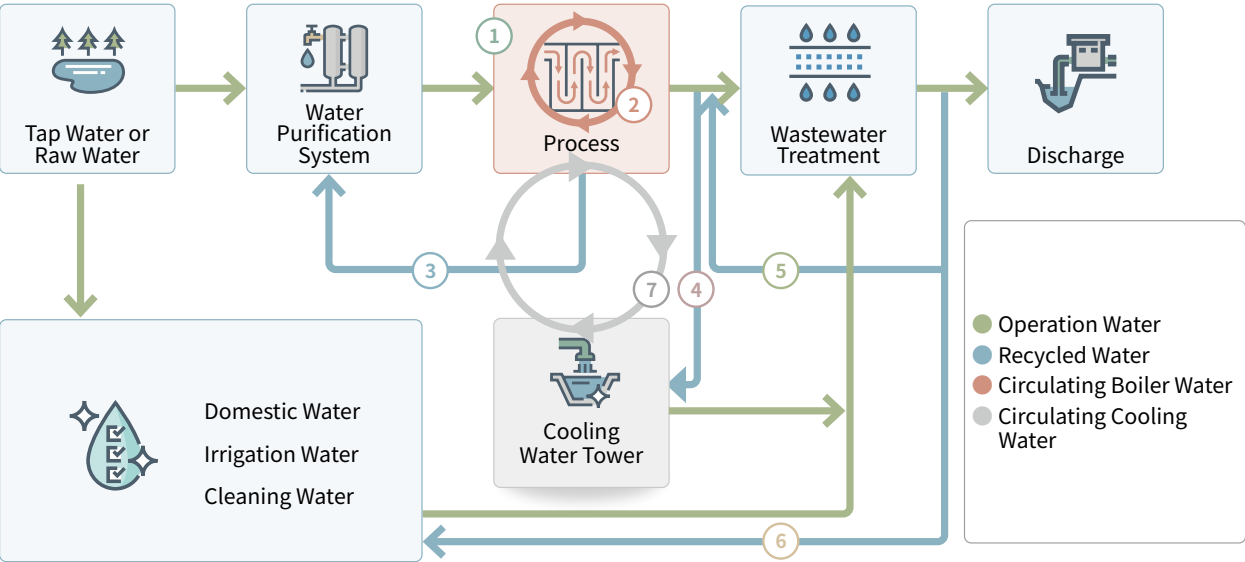 1
2
Tap Water or
Raw Water
Water
Purification
System
Process
Wastewater
Treatment
Discharge
3
7
4
5
Domestic Water
Irrigation Water
Cleaning Water
Cooling
Water Tower
6
Operation Water
Recycled Water
Circulating Boiler Water
Circulating Cooling
Water